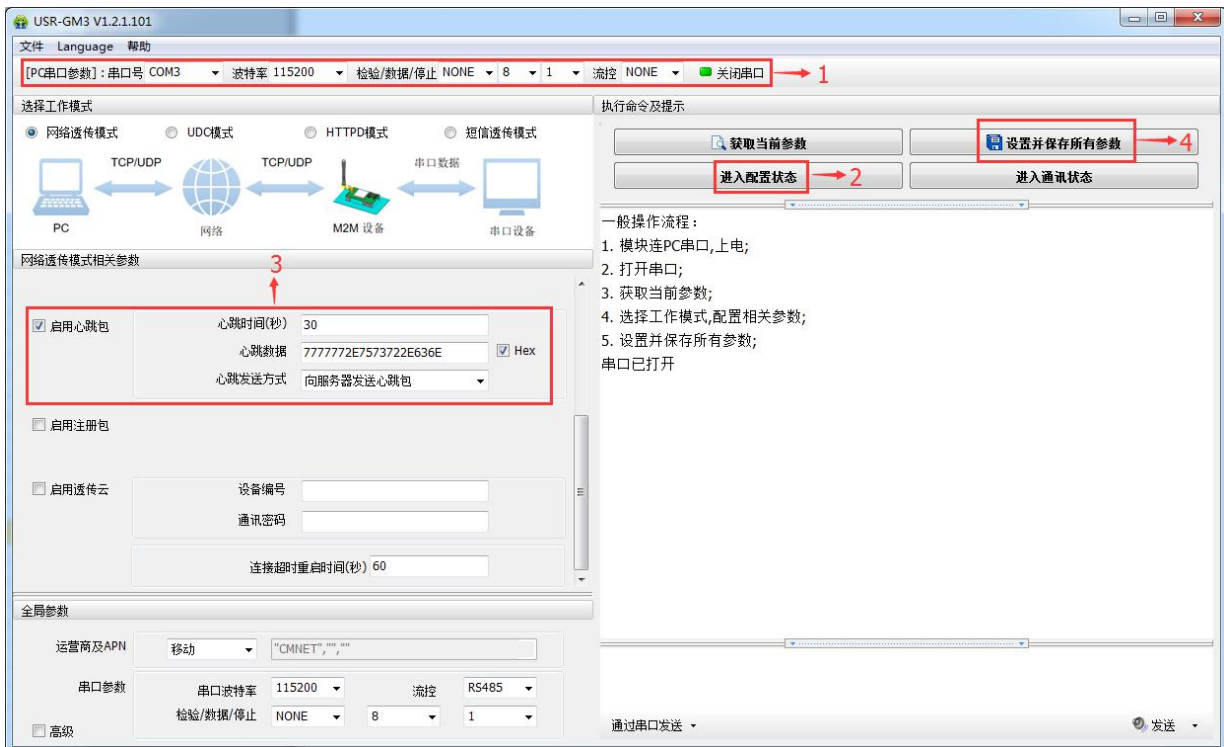 USR-GM3 V1.2.1.101
文件 Language 帮助
[PC串口参数]:串口号 COM3 波特率 115200 检验/数据/停止 NONE 8 1 流控 NONE 关闭串口 1
选择工作模式
网络透传模式 UDC模式 HTTPD模式 短信透传模式
TCP/UDP TCP/UDP 串口数据
PC 网络 M2M 设备 串口设备
网络透传模式相关参数
3
启用心跳包 心跳时间(秒) 30
心跳数据 7777772E7573722E636E Hex
心跳发送方式 向服务器发送心跳包
启用注册包
启用透传云 设备编号
通讯密码
连接超时重启时间(秒) 60
全局参数
运营商及APN 移动 "CMNET","",""
串口参数 串口波特率 115200 流控 RS485
检验/数据/停止 NONE 8 1
高级
执行命令及提示
获取当前参数 设置并保存所有参数 4
进入配置状态 2 进入通讯状态
一般操作流程:
1. 模块连PC串口,上电;
2. 打开串口;
3. 获取当前参数;
4. 选择工作模式,配置相关参数;
5. 设置并保存所有参数;
串口已打开
通过串口发送 发送